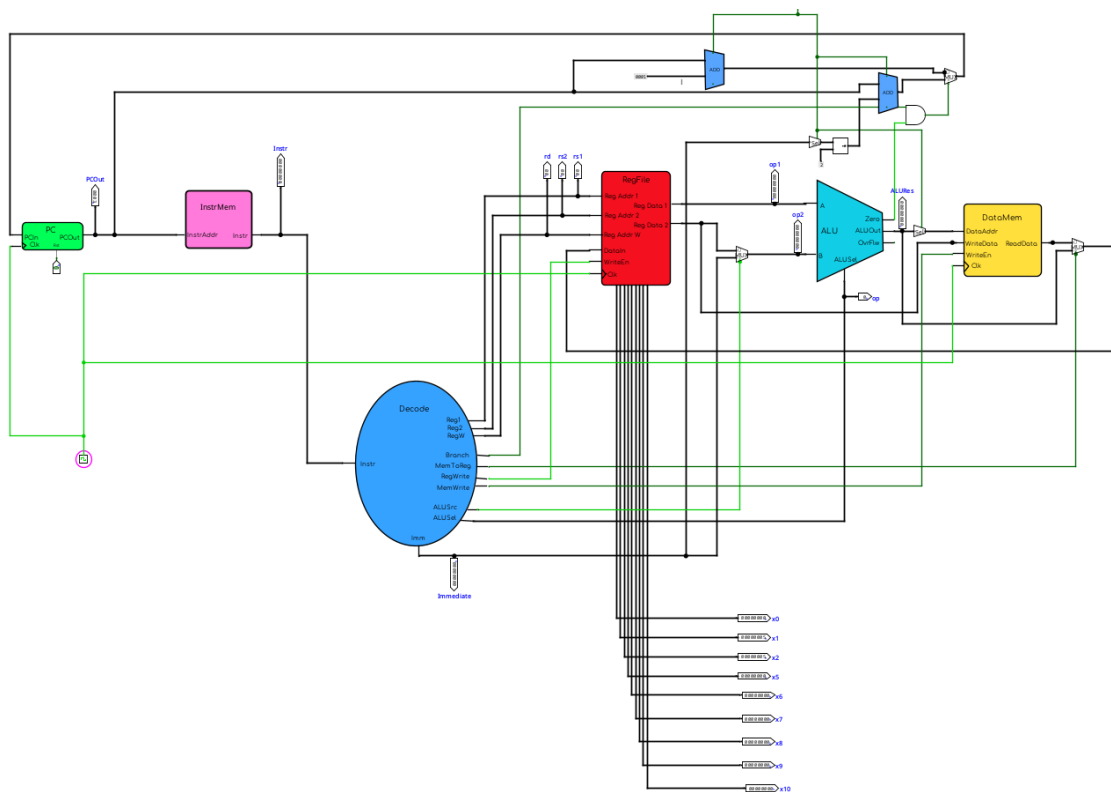 ADD
ADD
Instr
PCOut
rd
rs2
rs1
op1
op2
ALURes
RegFile
Reg Addr 1
Reg Addr 2
Reg Addr W
DataIn
WriteEn
Clk
Reg Data 1
Reg Data 2
InstrMem
InstrAddr
Instr
PC
PCIn
PCOut
Clk
A
B
ALU
Zero
ALUOut
OvrFlw
ALUSel
op
Sel
Sel
2
DataMem
DataAddr
WriteData
ReadData
WriteEn
Clk
Decode
Instr
Reg1
Reg2
RegW
Branch
MemToReg
RegWrite
MemWrite
ALUSrc
ALUSel
Imm
Immediate
x0
x1
x2
x5
x6
x7
x8
x9
x10